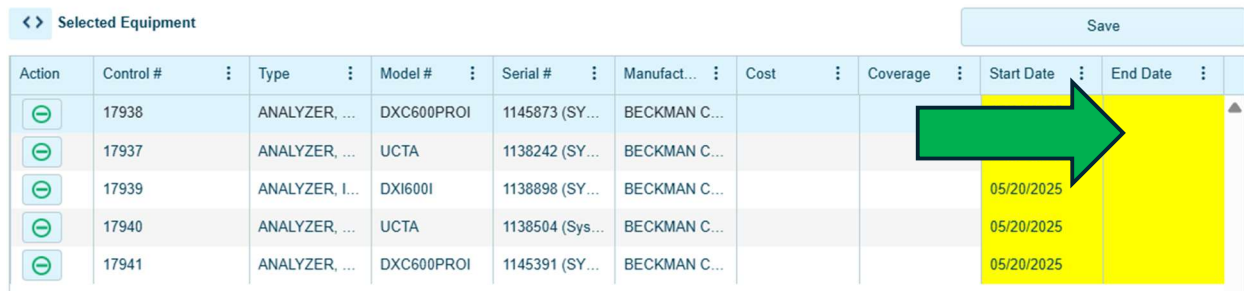 Selected Equipment Save
Action Control # Type Model # Serial # Manufact... Cost Coverage Start Date End Date
17938 ANALYZER, ... DXC600PROI 1145873 (SY... BECKMAN C...
17937 ANALYZER, ... UCTA 1138242 (SY... BECKMAN C...
17939 ANALYZER, I... DXI600I 1138898 (SY... BECKMAN C... 05/20/2025
17940 ANALYZER, ... UCTA 1138504 (Sys... BECKMAN C... 05/20/2025
17941 ANALYZER, ... DXC600PROI 1145391 (SY... BECKMAN C... 05/20/2025